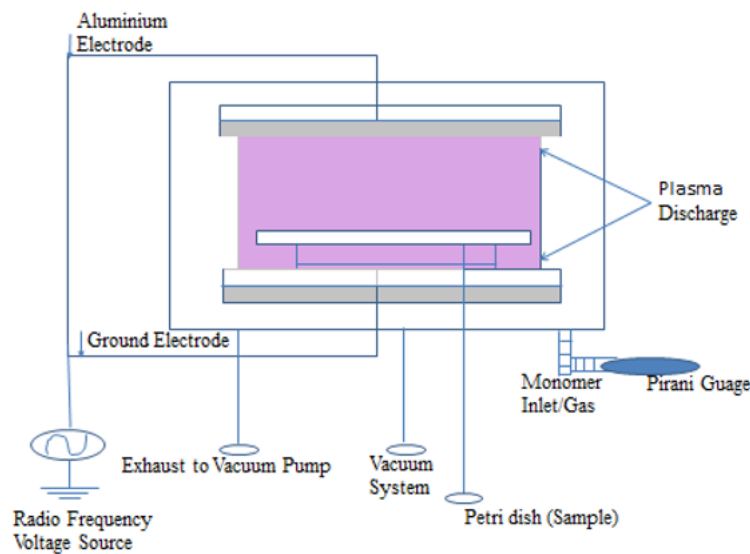 Aluminium
Electrode
Plasma
Discharge
Ground Electrode
Monomer
Inlet/Gas
Pirani Guage
Exhaust to Vacuum Pump
Vacuum
System
Petri dish (Sample)
Radio Frequency
Voltage Source